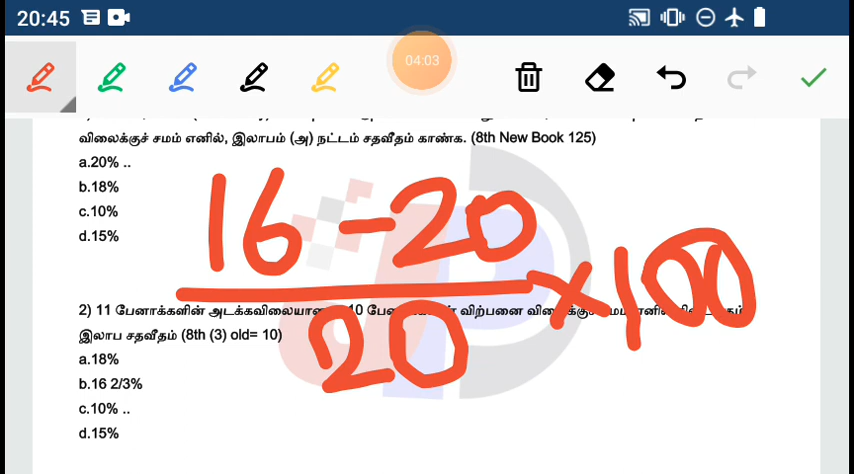 20:45
04:03
விலைக்குச் சமம் எனில், இலாபம் (அ) நட்டம் சதவீதம் காண்க. (8th New Book 125)
a.20% ..
b.18%
c.10%
d.15%
16 - 20
20
× 100
2) 11 பேனாக்களின் அடக்கவிலையானது 10 விற்பனை
இலாப சதவீதம் (8th (3) old= 10)
a.18%
b.16 2/3%
c.10% ..
d.15%